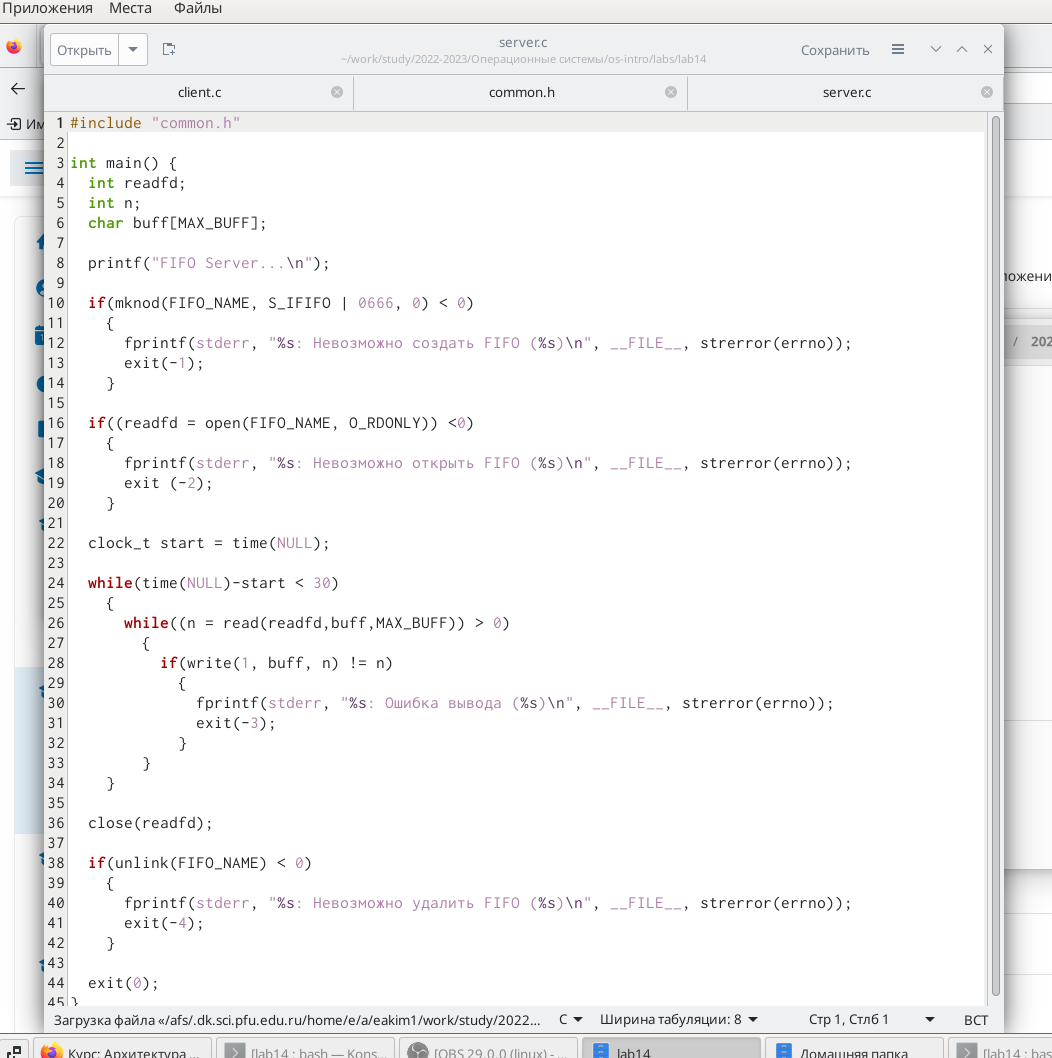 Приложения Места Файлы
Открыть
server.c
~/work/study/2022-2023/Операционные системы/os-intro/labs/lab14
Сохранить
client.c common.h server.c
1 #include "common.h"
2
3 int main() {
4   int readfd;
5   int n;
6   char buff[MAX_BUFF];
7
8   printf("FIFO Server...\n");
9
10   if(mknod(FIFO_NAME, S_IFIFO | 0666, 0) < 0)
11     {
12       fprintf(stderr, "%s: Невозможно создать FIFO (%s)\n", __FILE__, strerror(errno));
13       exit(-1);
14     }
15
16   if((readfd = open(FIFO_NAME, O_RDONLY)) <0)
17     {
18       fprintf(stderr, "%s: Невозможно открыть FIFO (%s)\n", __FILE__, strerror(errno));
19       exit (-2);
20     }
21
22   clock_t start = time(NULL);
23
24   while(time(NULL)-start < 30)
25     {
26       while((n = read(readfd,buff,MAX_BUFF)) > 0)
27         {
28           if(write(1, buff, n) != n)
29             {
30               fprintf(stderr, "%s: Ошибка вывода (%s)\n", __FILE__, strerror(errno));
31               exit(-3);
32             }
33         }
34     }
35
36   close(readfd);
37
38   if(unlink(FIFO_NAME) < 0)
39     {
40       fprintf(stderr, "%s: Невозможно удалить FIFO (%s)\n", __FILE__, strerror(errno));
41       exit(-4);
42     }
43
44   exit(0);
45 }
Им
ложени
/ 202
Загрузка файла «/afs/.dk.sci.pfu.edu.ru/home/e/a/eakim1/work/study/2022... C Ширина табуляции: 8 Стр 1, Стлб 1 ВСТ
Курс: Архитектура ... [lab14 : bash — Kons... [OBS 29.0.0 (linux) - ... lab14 Домашняя папка [lab14 : bas